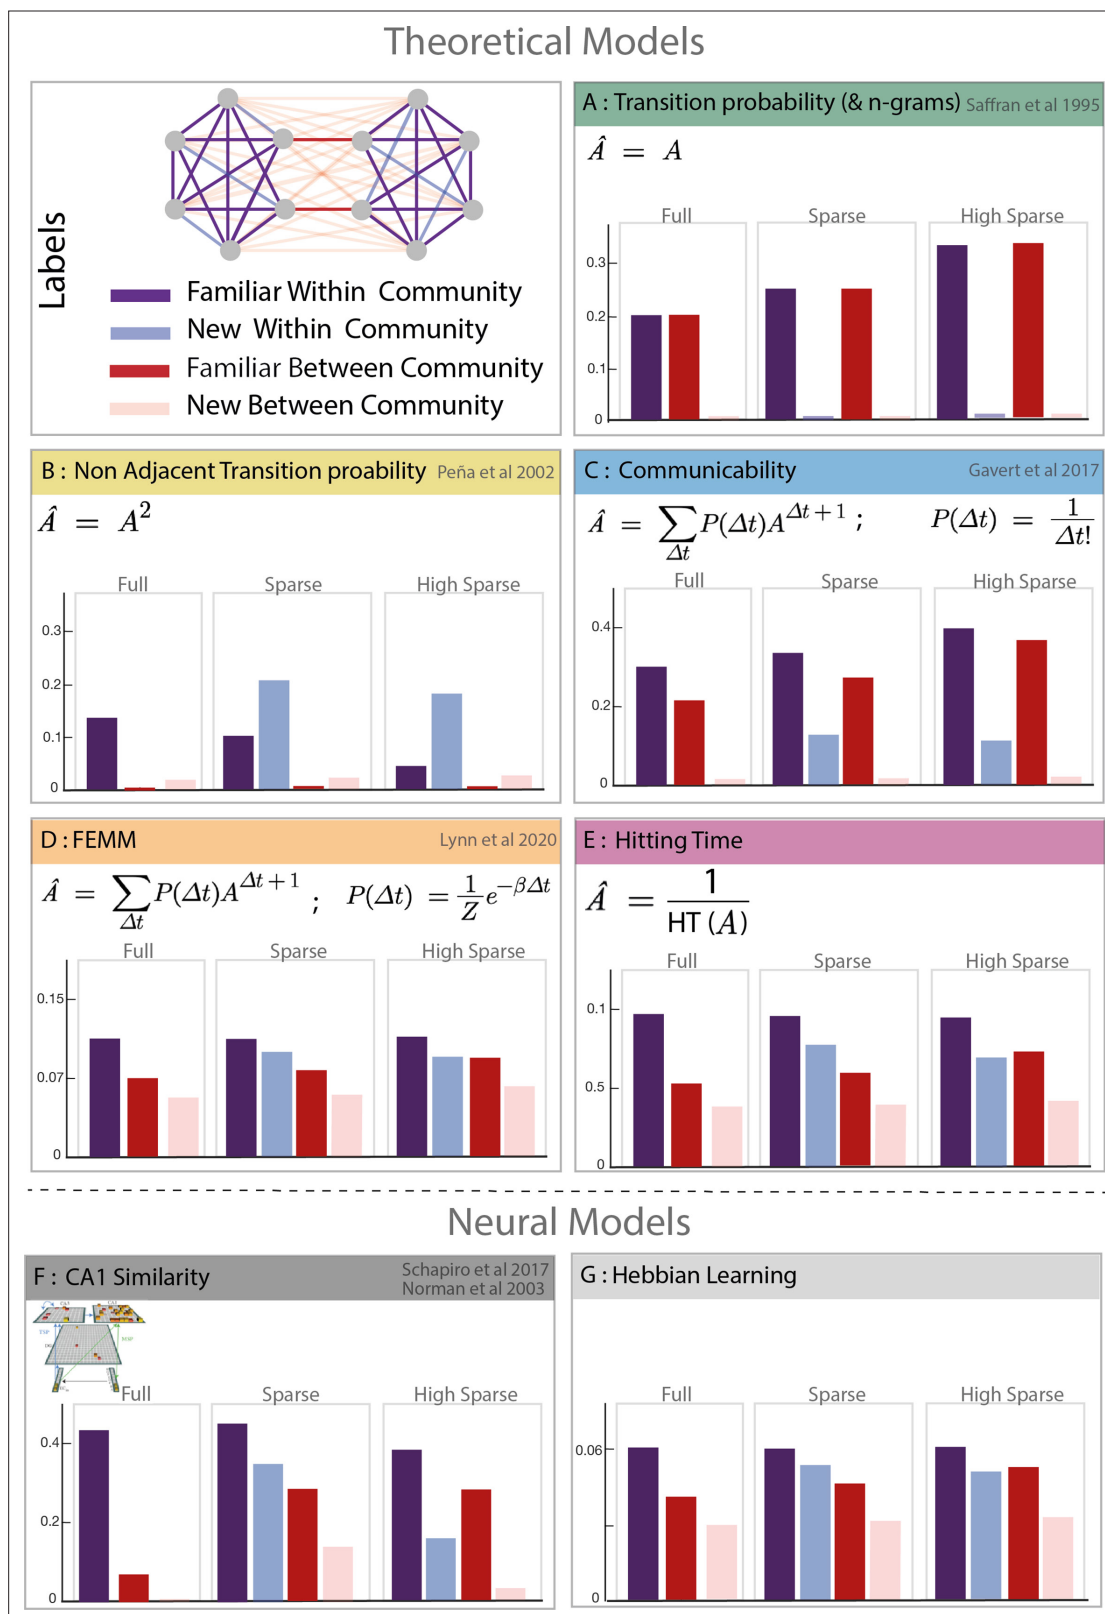 Theoretical Models
Labels
Familiar Within Community
New Within Community
Familiar Between Community
New Between Community
A : Transition probability (& n-grams) Saffran et al 1995
Â = A
Full Sparse High Sparse
0.3
0.2
0.1
0
B : Non Adjacent Transition proability Peña et al 2002
Â = A²
Full Sparse High Sparse
0.3
0.2
0.1
0
C : Communicability Gavert et al 2017
Â = ∑ P(Δt)A^{Δt + 1} ; P(Δt) = 1/Δt!
Δt
Full Sparse High Sparse
0.4
0.2
0
D : FEMM Lynn et al 2020
Â = ∑ P(Δt)A^{Δt + 1} ; P(Δt) = 1/Z e^{−βΔt}
Δt
Full Sparse High Sparse
0.15
0.07
0
E : Hitting Time
Â = 1/HT (A)
Full Sparse High Sparse
0.1
0.5
0
Neural Models
F : CA1 Similarity Schapiro et al 2017
Norman et al 2003
Full Sparse High Sparse
0.4
0.2
0
G : Hebbian Learning
Full Sparse High Sparse
0.06
0